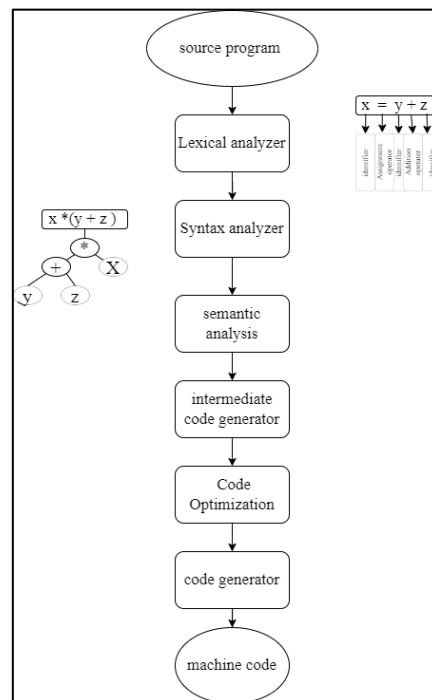 source program
Lexical analyzer
x = y + z
identifier
Assignment
operator
identifier
Addition
operator
identifier
Syntax analyzer
x *(y + z )
*
+
X
y
z
semantic
analysis
intermediate
code generator
Code
Optimization
code generator
machine code